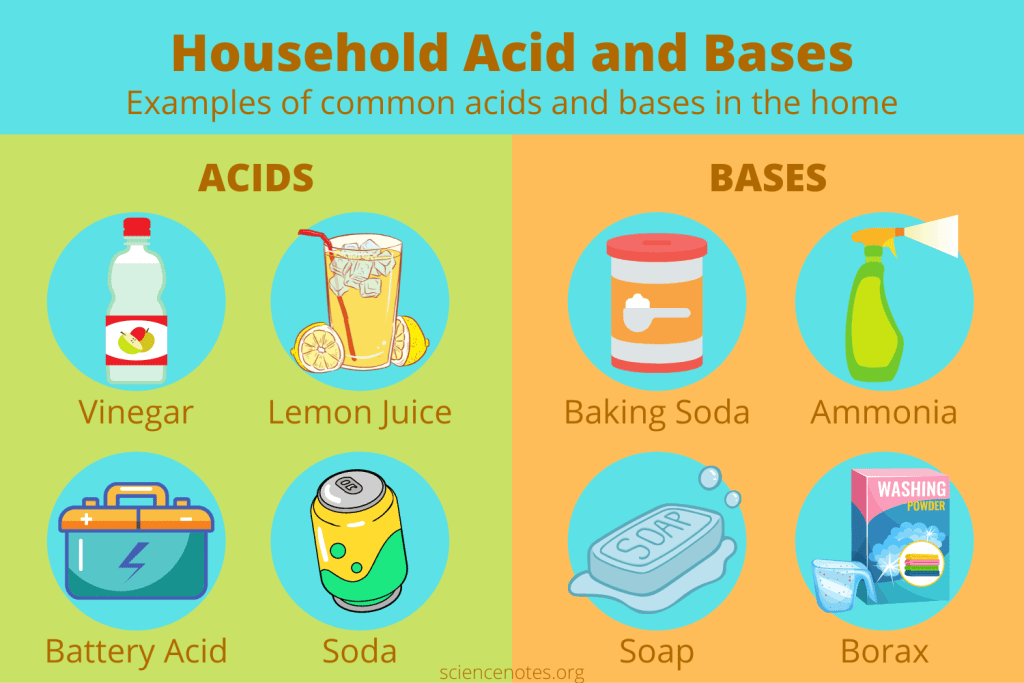 Household Acid and Bases
Examples of common acids and bases in the home
ACIDS
BASES
Vinegar
Lemon Juice
Baking Soda
Ammonia
SOAP
WASHING
POWDER
Battery Acid
Soda
Soap
Borax
sciencenotes.org